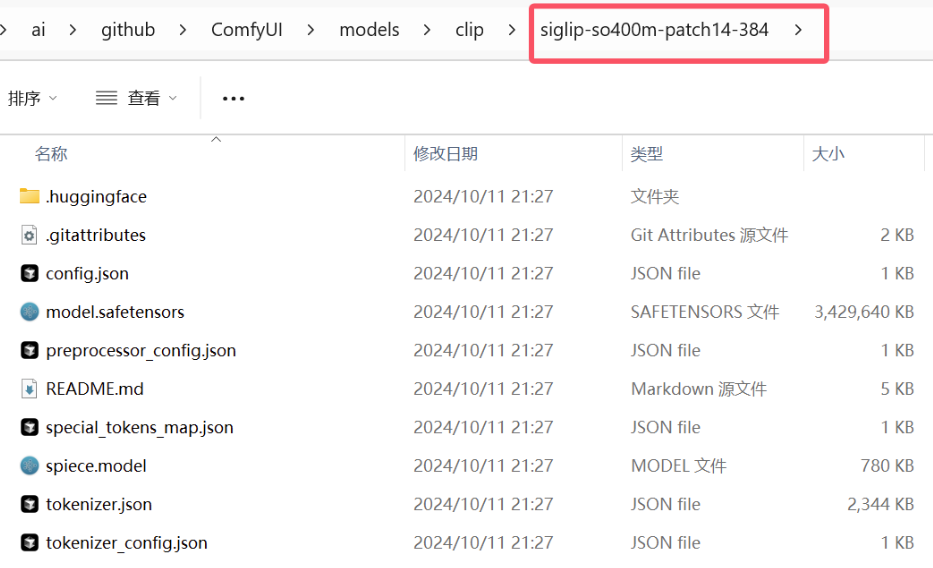 ai > github > ComfyUI > models > clip > siglip-so400m-patch14-384 >
排序 查看 •••
名称 修改日期 类型 大小
.huggingface 2024/10/11 21:27 文件夹
.gitattributes 2024/10/11 21:27 Git Attributes 源文件 2 KB
config.json 2024/10/11 21:27 JSON file 1 KB
model.safetensors 2024/10/11 21:27 SAFETENSORS 文件 3,429,640 KB
preprocessor_config.json 2024/10/11 21:27 JSON file 1 KB
README.md 2024/10/11 21:27 Markdown 源文件 5 KB
special_tokens_map.json 2024/10/11 21:27 JSON file 1 KB
spiece.model 2024/10/11 21:27 MODEL 文件 780 KB
tokenizer.json 2024/10/11 21:27 JSON file 2,344 KB
tokenizer_config.json 2024/10/11 21:27 JSON file 1 KB